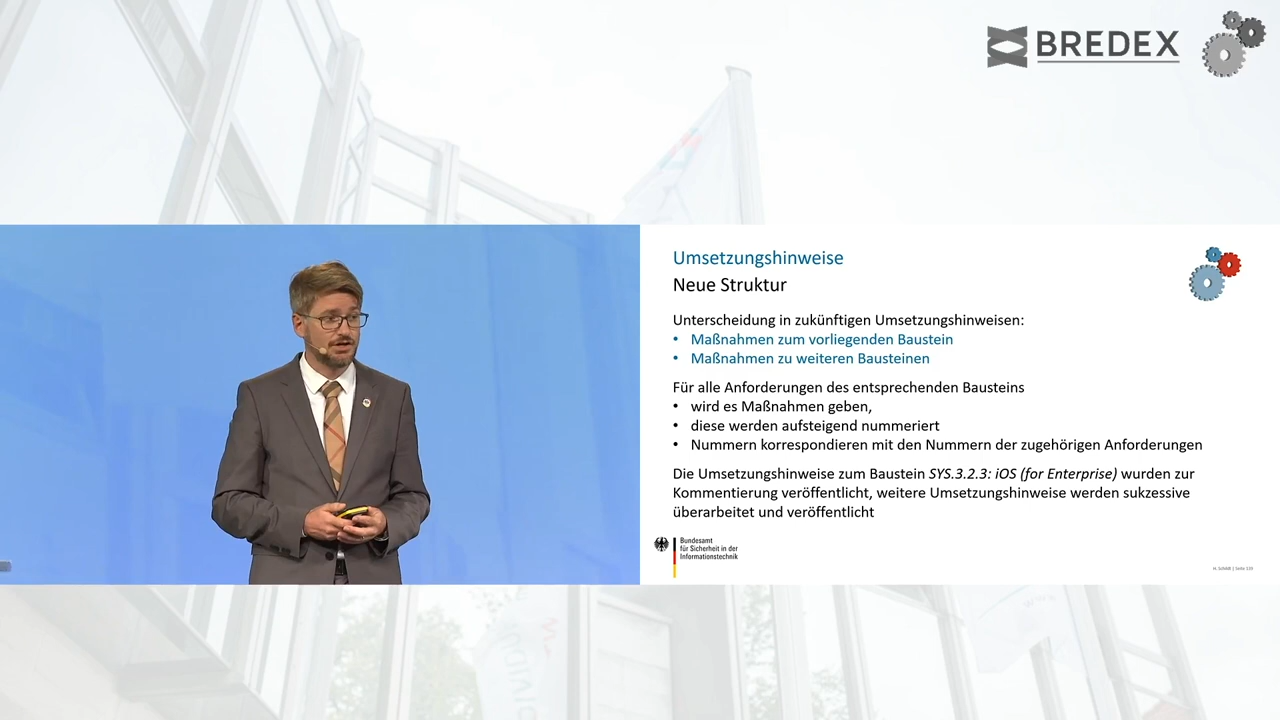 BREDEX
Umsetzungshinweise
Neue Struktur
Unterscheidung in zukünftigen Umsetzungshinweisen:
• Maßnahmen zum vorliegenden Baustein
• Maßnahmen zu weiteren Bausteinen
Für alle Anforderungen des entsprechenden Bausteins
• wird es Maßnahmen geben,
• diese werden aufsteigend nummeriert
• Nummern korrespondieren mit den Nummern der zugehörigen Anforderungen
Die Umsetzungshinweise zum Baustein SYS.3.2.3: iOS (for Enterprise) wurden zur
Kommentierung veröffentlicht, weitere Umsetzungshinweise werden sukzessive
überarbeitet und veröffentlicht
Bundesamt
für Sicherheit in der
Informationstechnik